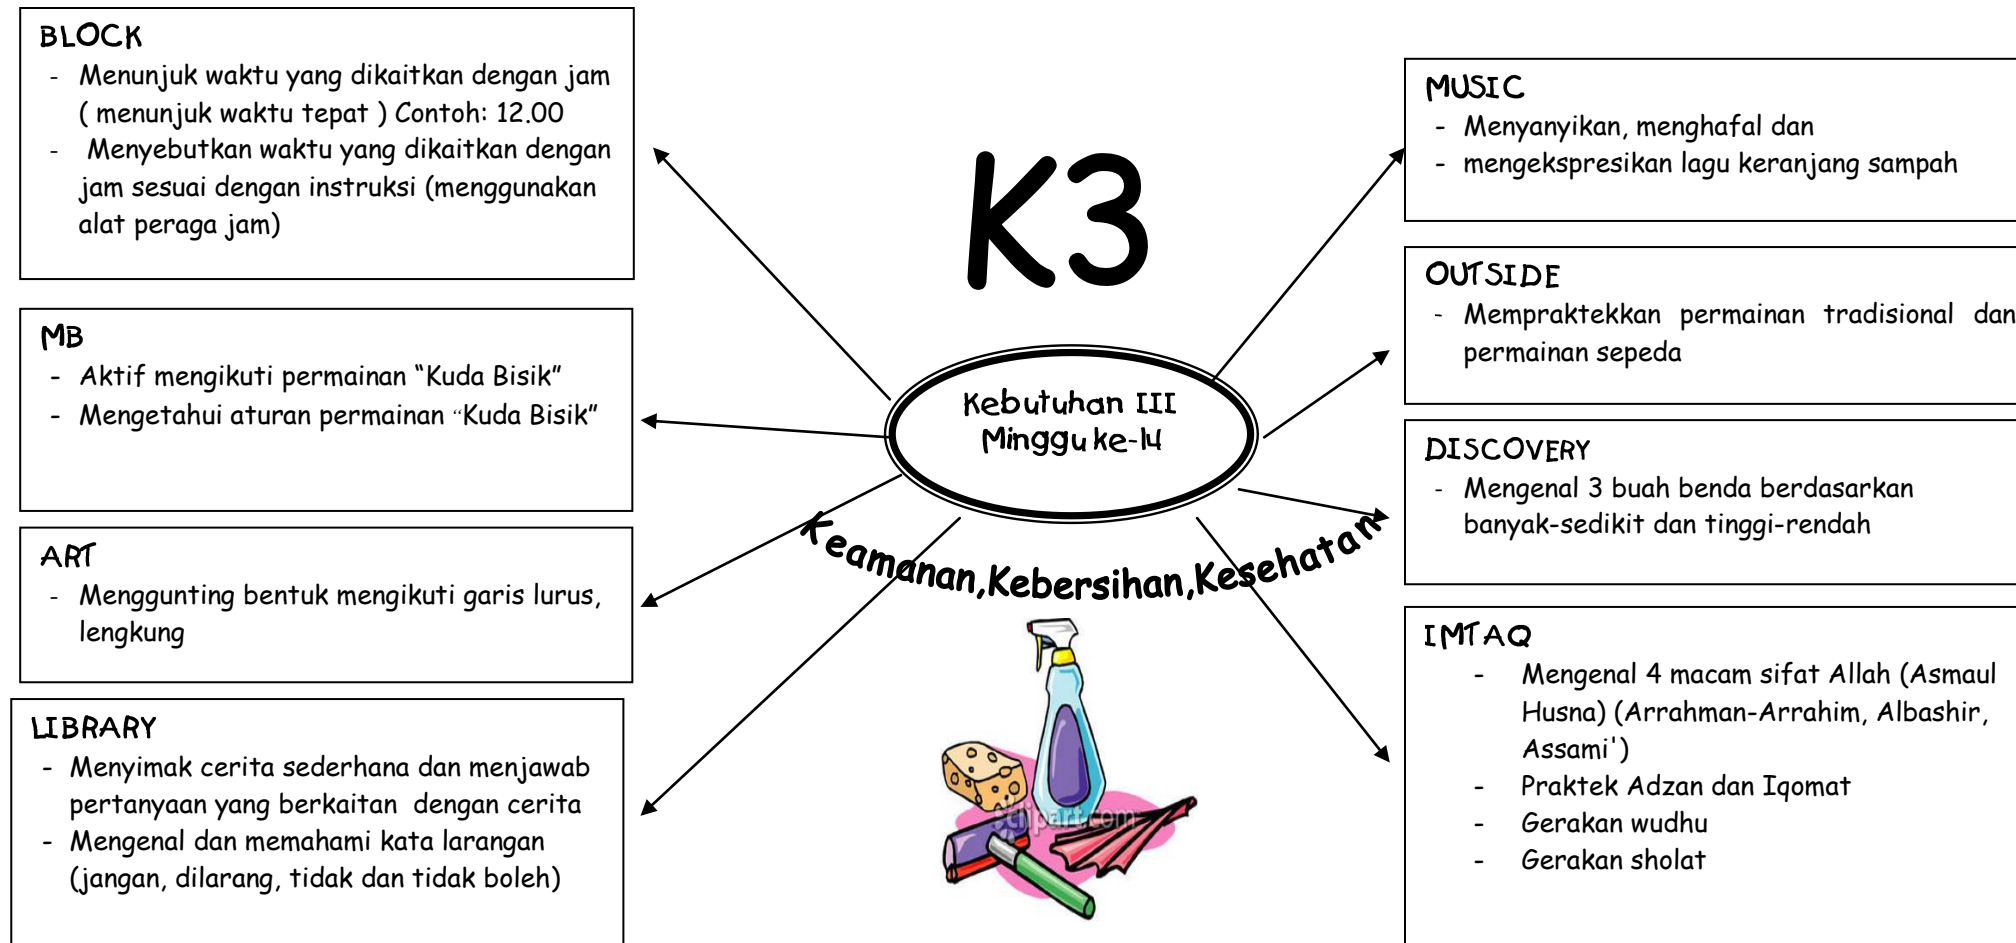 BLOCK
- Menunjuk waktu yang dikaitkan dengan jam
( menunjuk waktu tepat ) Contoh: 12.00
- Menyebutkan waktu yang dikaitkan dengan
jam sesuai dengan instruksi (menggunakan
alat peraga jam)
MB
- Aktif mengikuti permainan “Kuda Bisik”
- Mengetahui aturan permainan “Kuda Bisik”
ART
- Menggunting bentuk mengikuti garis lurus,
lengkung
LIBRARY
- Menyimak cerita sederhana dan menjawab
pertanyaan yang berkaitan dengan cerita
- Mengenal dan memahami kata larangan
(jangan, dilarang, tidak dan tidak boleh)
K3
Kebutuhan III
Minggu ke-14
Keamanan,Kebersihan,Kesehatan
clipart.com
MUSIC
- Menyanyikan, menghafal dan
- mengekspresikan lagu keranjang sampah
OUTSIDE
- Mempraktekkan permainan tradisional dan
permainan sepeda
DISCOVERY
- Mengenal 3 buah benda berdasarkan
banyak-sedikit dan tinggi-rendah
IMTAQ
- Mengenal 4 macam sifat Allah (Asmaul
Husna) (Arrahman-Arrahim, Albashir,
Assami')
- Praktek Adzan dan Iqomat
- Gerakan wudhu
- Gerakan sholat